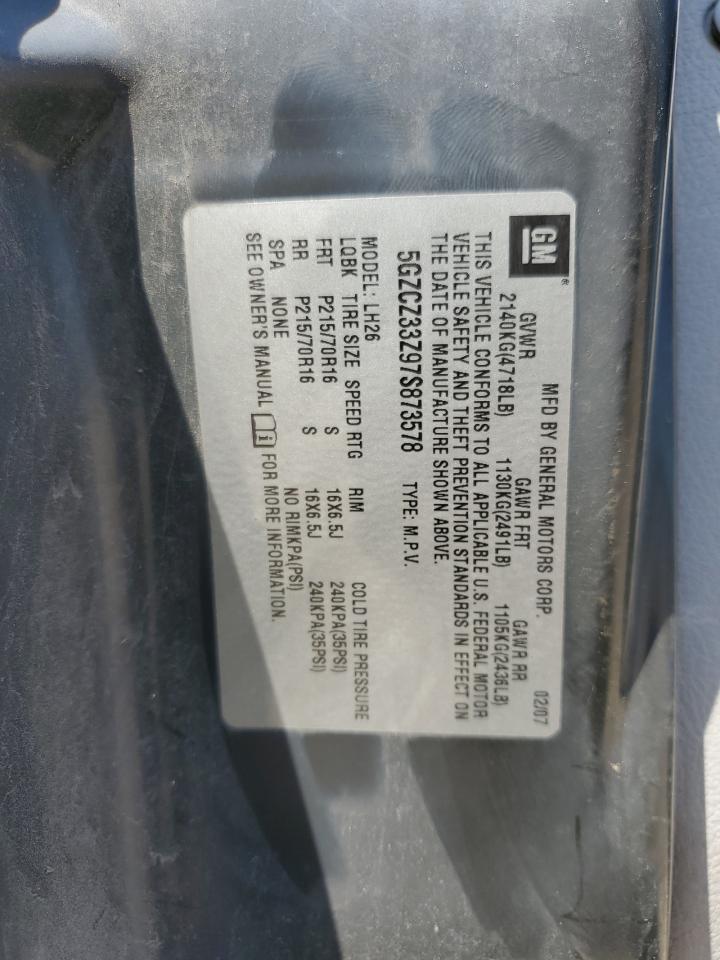 GM®
MFD BY GENERAL MOTORS CORP. 02/07
GVWR GAWR FRT GAWR RR
2140KG(4718LB) 1130KG(2491LB) 1105KG(2436LB)
THIS VEHICLE CONFORMS TO ALL APPLICABLE U.S. FEDERAL MOTOR
VEHICLE SAFETY AND THEFT PREVENTION STANDARDS IN EFFECT ON
THE DATE OF MANUFACTURE SHOWN ABOVE.
5GZCZ33Z97S873578 TYPE: M.P.V.
MODEL: LH26
LQBK TIRE SIZE SPEED RTG RIM COLD TIRE PRESSURE
FRT P215/70R16 S 16X6.5J 240KPA(35PSI)
RR P215/70R16 S 16X6.5J 240KPA(35PSI)
SPA NONE NO RIMKPA(PSI)
SEE OWNER'S MANUAL i FOR MORE INFORMATION.